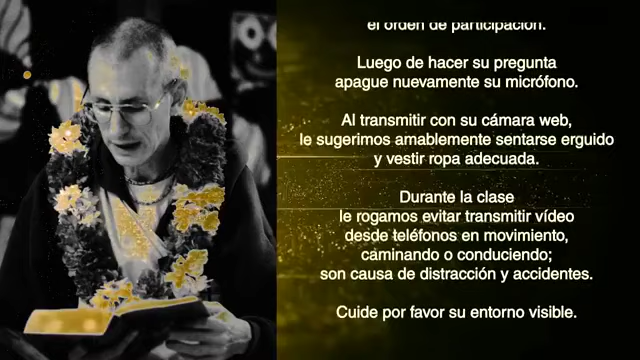 el orden de participación.
Luego de hacer su pregunta
apague nuevamente su micrófono.
Al transmitir con su cámara web,
le sugerimos amablemente sentarse erguido
y vestir ropa adecuada.
Durante la clase
le rogamos evitar transmitir vídeo
desde teléfonos en movimiento,
caminando o conduciendo;
son causa de distracción y accidentes.
Cuide por favor su entorno visible.